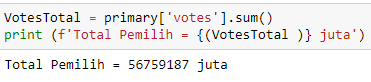 VotesTotal = primary['votes'].sum()
print (f'Total Pemilih = {(VotesTotal )} juta')
Total Pemilih = 56759187 juta